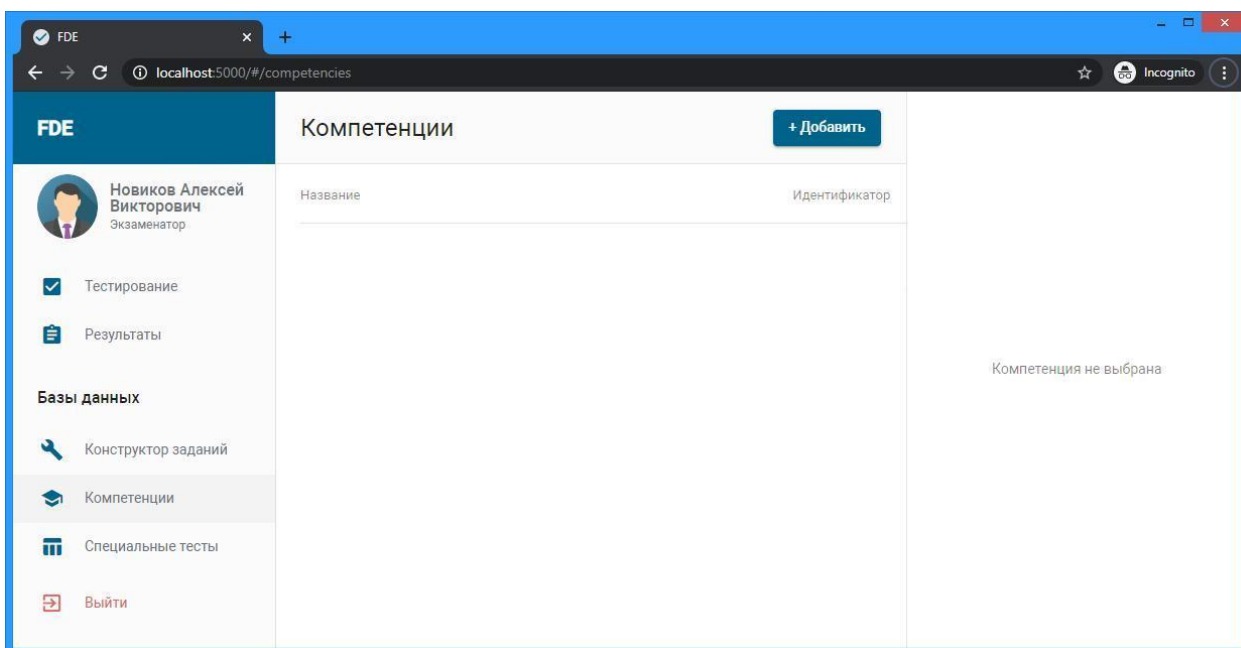 FDE
localhost:5000/#/competencies
Incognito
FDE
Компетенции
+ Добавить
Новиков Алексей
Викторович
Экзаменатор
Название
Идентификатор
Тестирование
Результаты
Компетенция не выбрана
Базы данных
Конструктор заданий
Компетенции
Специальные тесты
Выйти